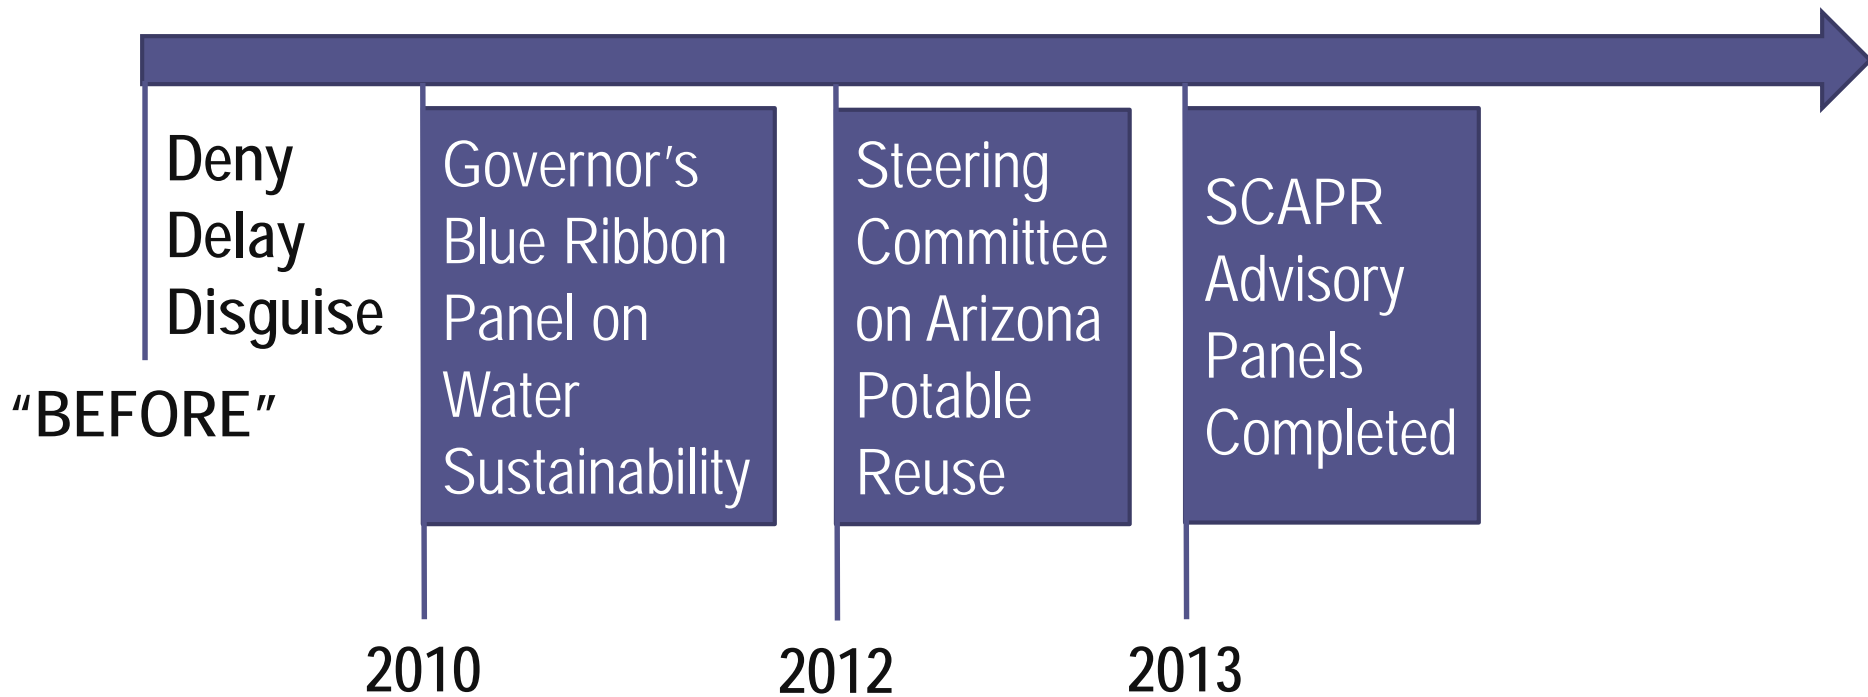 Deny
Delay
Disguise
“BEFORE”
Governor’s
Blue Ribbon
Panel on
Water
Sustainability
2010
Steering
Committee
on Arizona
Potable
Reuse
2012
SCAPR
Advisory
Panels
Completed
2013